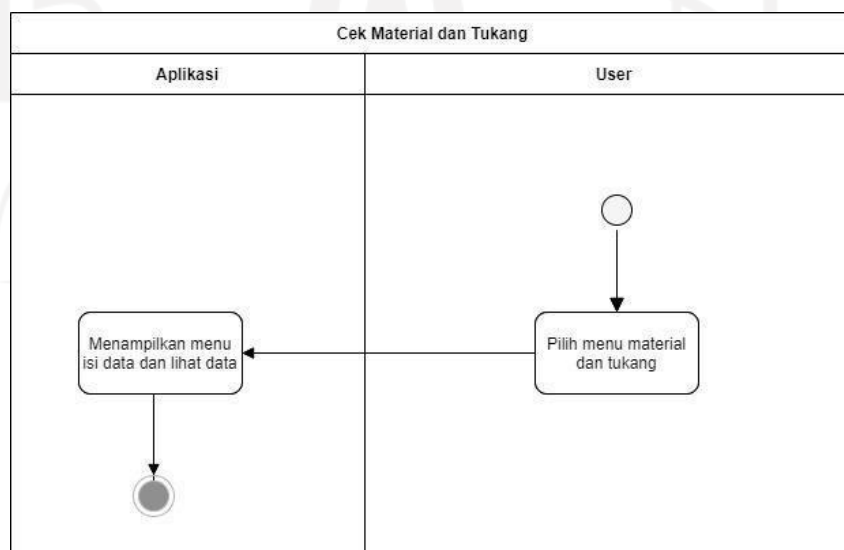 Cek Material dan Tukang
Aplikasi
User
Menampilkan menu
isi data dan lihat data
Pilih menu material
dan tukang